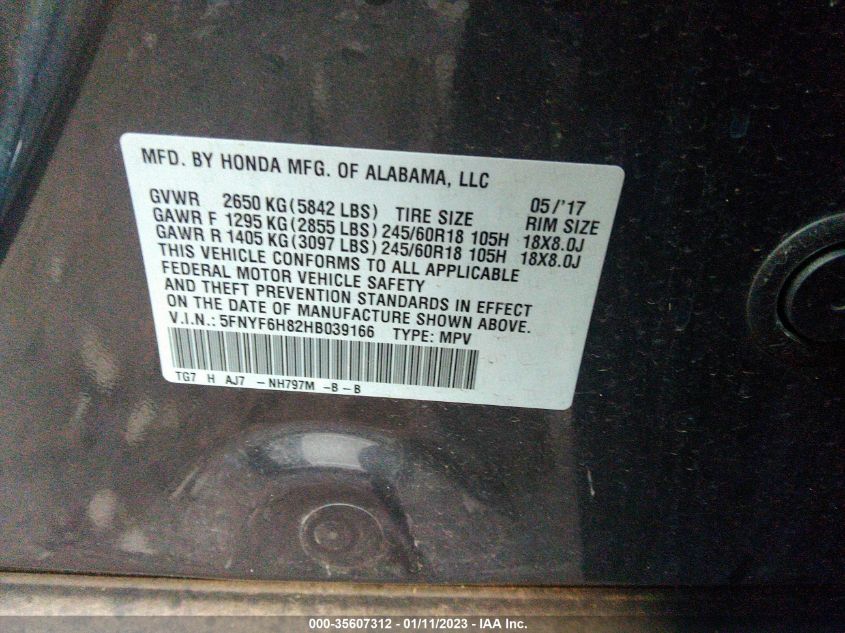 MFD. BY HONDA MFG. OF ALABAMA, LLC
GVWR 2650 KG (5842 LBS) TIRE SIZE 05/'17 RIM SIZE
GAWR F 1295 KG (2855 LBS) 245/60R18 105H 18X8.0J
GAWR R 1405 KG (3097 LBS) 245/60R18 105H 18X8.0J
THIS VEHICLE CONFORMS TO ALL APPLICABLE
FEDERAL MOTOR VEHICLE SAFETY
AND THEFT PREVENTION STANDARDS IN EFFECT
ON THE DATE OF MANUFACTURE SHOWN ABOVE.
V.I.N.: 5FNYF6H82HB039166 TYPE: MPV
TG7 H AJ7 -NH797M -B-B
000-35607312 - 01/11/2023 - IAA Inc.